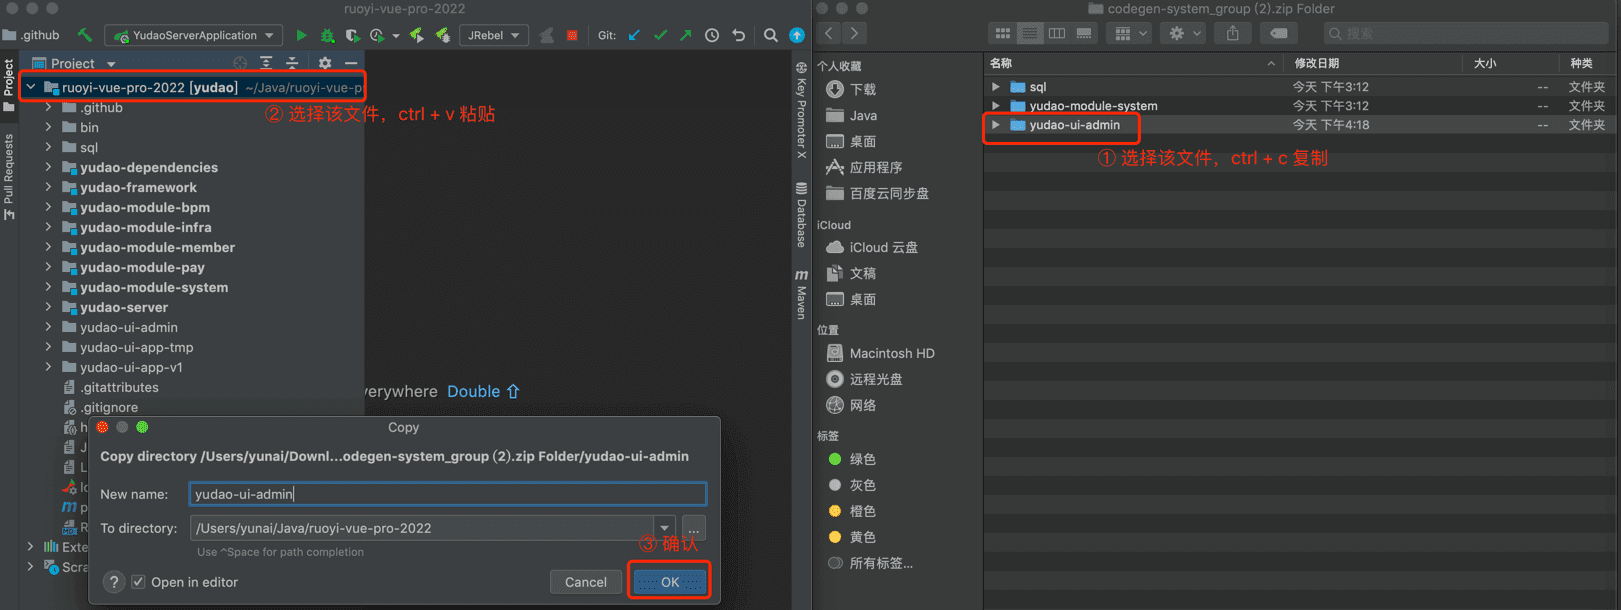 ruoyi-vue-pro-2022
.github
YudaoServerApplication
JRebel
Git:
Project
Project
Pull Requests
ruoyi-vue-pro-2022 [yudao] ~/Java/ruoyi-vue-p
② 选择该文件，ctrl + v 粘贴
.github
bin
sql
yudao-dependencies
yudao-framework
yudao-module-bpm
yudao-module-infra
yudao-module-member
yudao-module-pay
yudao-module-system
yudao-server
yudao-ui-admin
yudao-ui-app-tmp
yudao-ui-app-v1
.gitattributes
.gitignore
h
J
L
lo
p
R
Exte
Scra
verywhere Double ⇧
Key Promoter X
Database
m
Maven
Copy
Copy directory /Users/yunai/Downl...odegen-system_group (2).zip Folder/yudao-ui-admin
New name: yudao-ui-admin
To directory: /Users/yunai/Java/ruoyi-vue-pro-2022
...
Use ^Space for path completion
③ 确认
? Open in editor
Cancel
OK
codegen-system_group (2).zip Folder
搜索
个人收藏
下载
Java
桌面
应用程序
百度云同步盘
iCloud
iCloud 云盘
文稿
桌面
位置
Macintosh HD
远程光盘
网络
标签
绿色
灰色
橙色
黄色
所有标签...
名称 修改日期 大小 种类
sql 今天 下午3:12 -- 文件夹
yudao-module-system 今天 下午3:12 -- 文件夹
yudao-ui-admin 今天 下午4:18 -- 文件夹
① 选择该文件，ctrl + c 复制